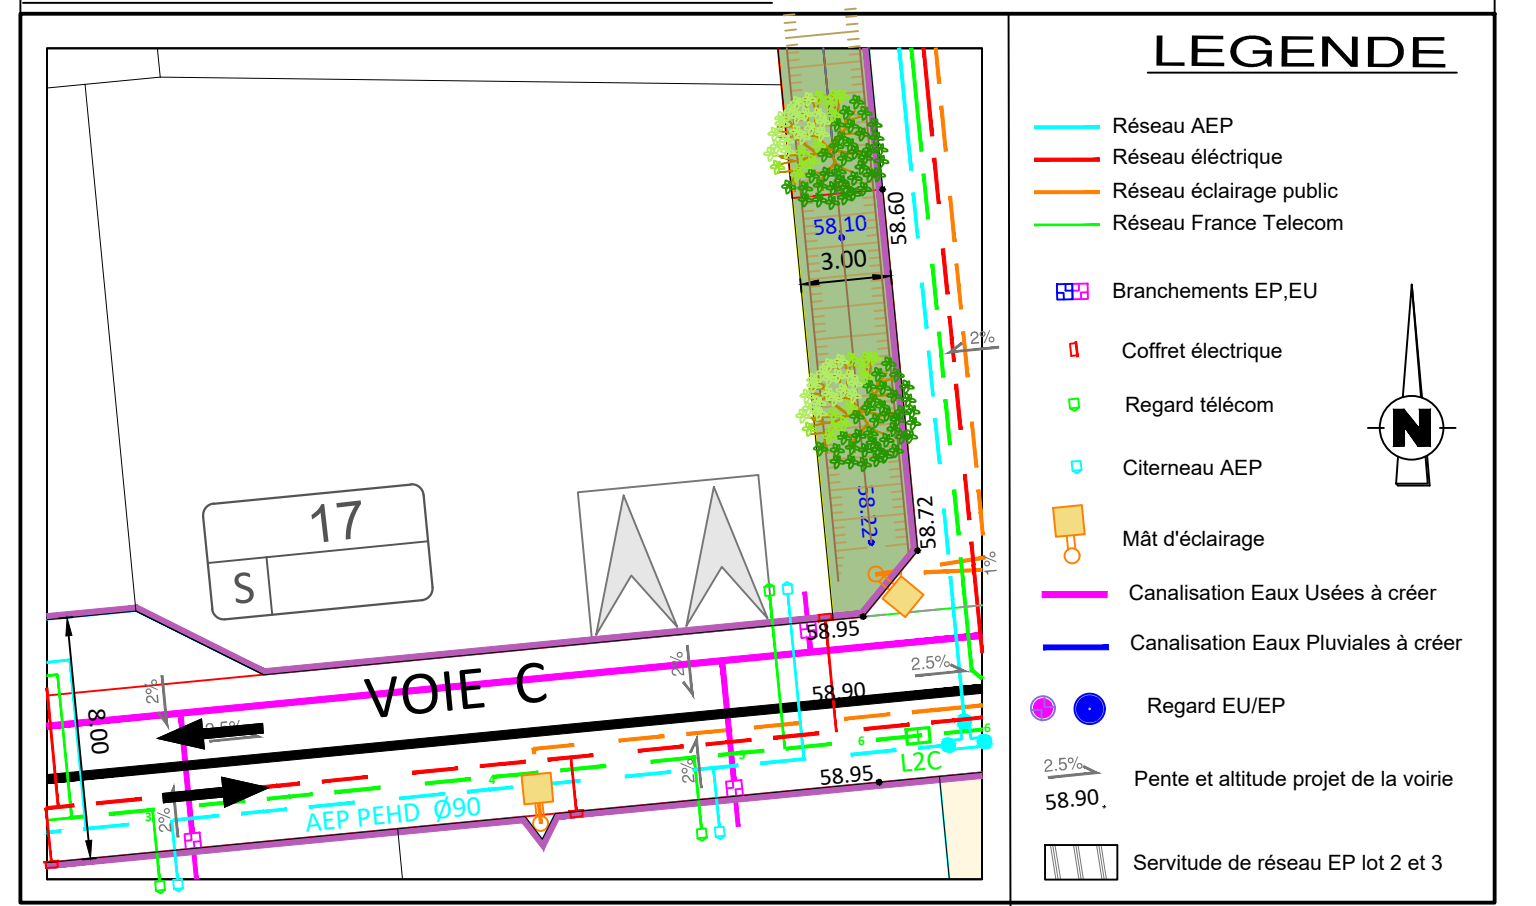 LEGENDE
Réseau AEP
Réseau éléctrique
Réseau éclairage public
Réseau France Telecom
Branchements EP,EU
Coffret électrique
Regard télécom
Citerneau AEP
Mât d'éclairage
Canalisation Eaux Usées à créer
Canalisation Eaux Pluviales à créer
Regard EU/EP
2.5%
58.90
Pente et altitude projet de la voirie
Servitude de réseau EP lot 2 et 3
N
58.60
58.10
3.00
2%
58.72
58.22
1%
17
S
58.95
2%
2.5%
VOIE C
58.90
2%
8.00
2.5%
6
6
L2C
58.95
2%
4
3
2%
AEP PEHD Ø90